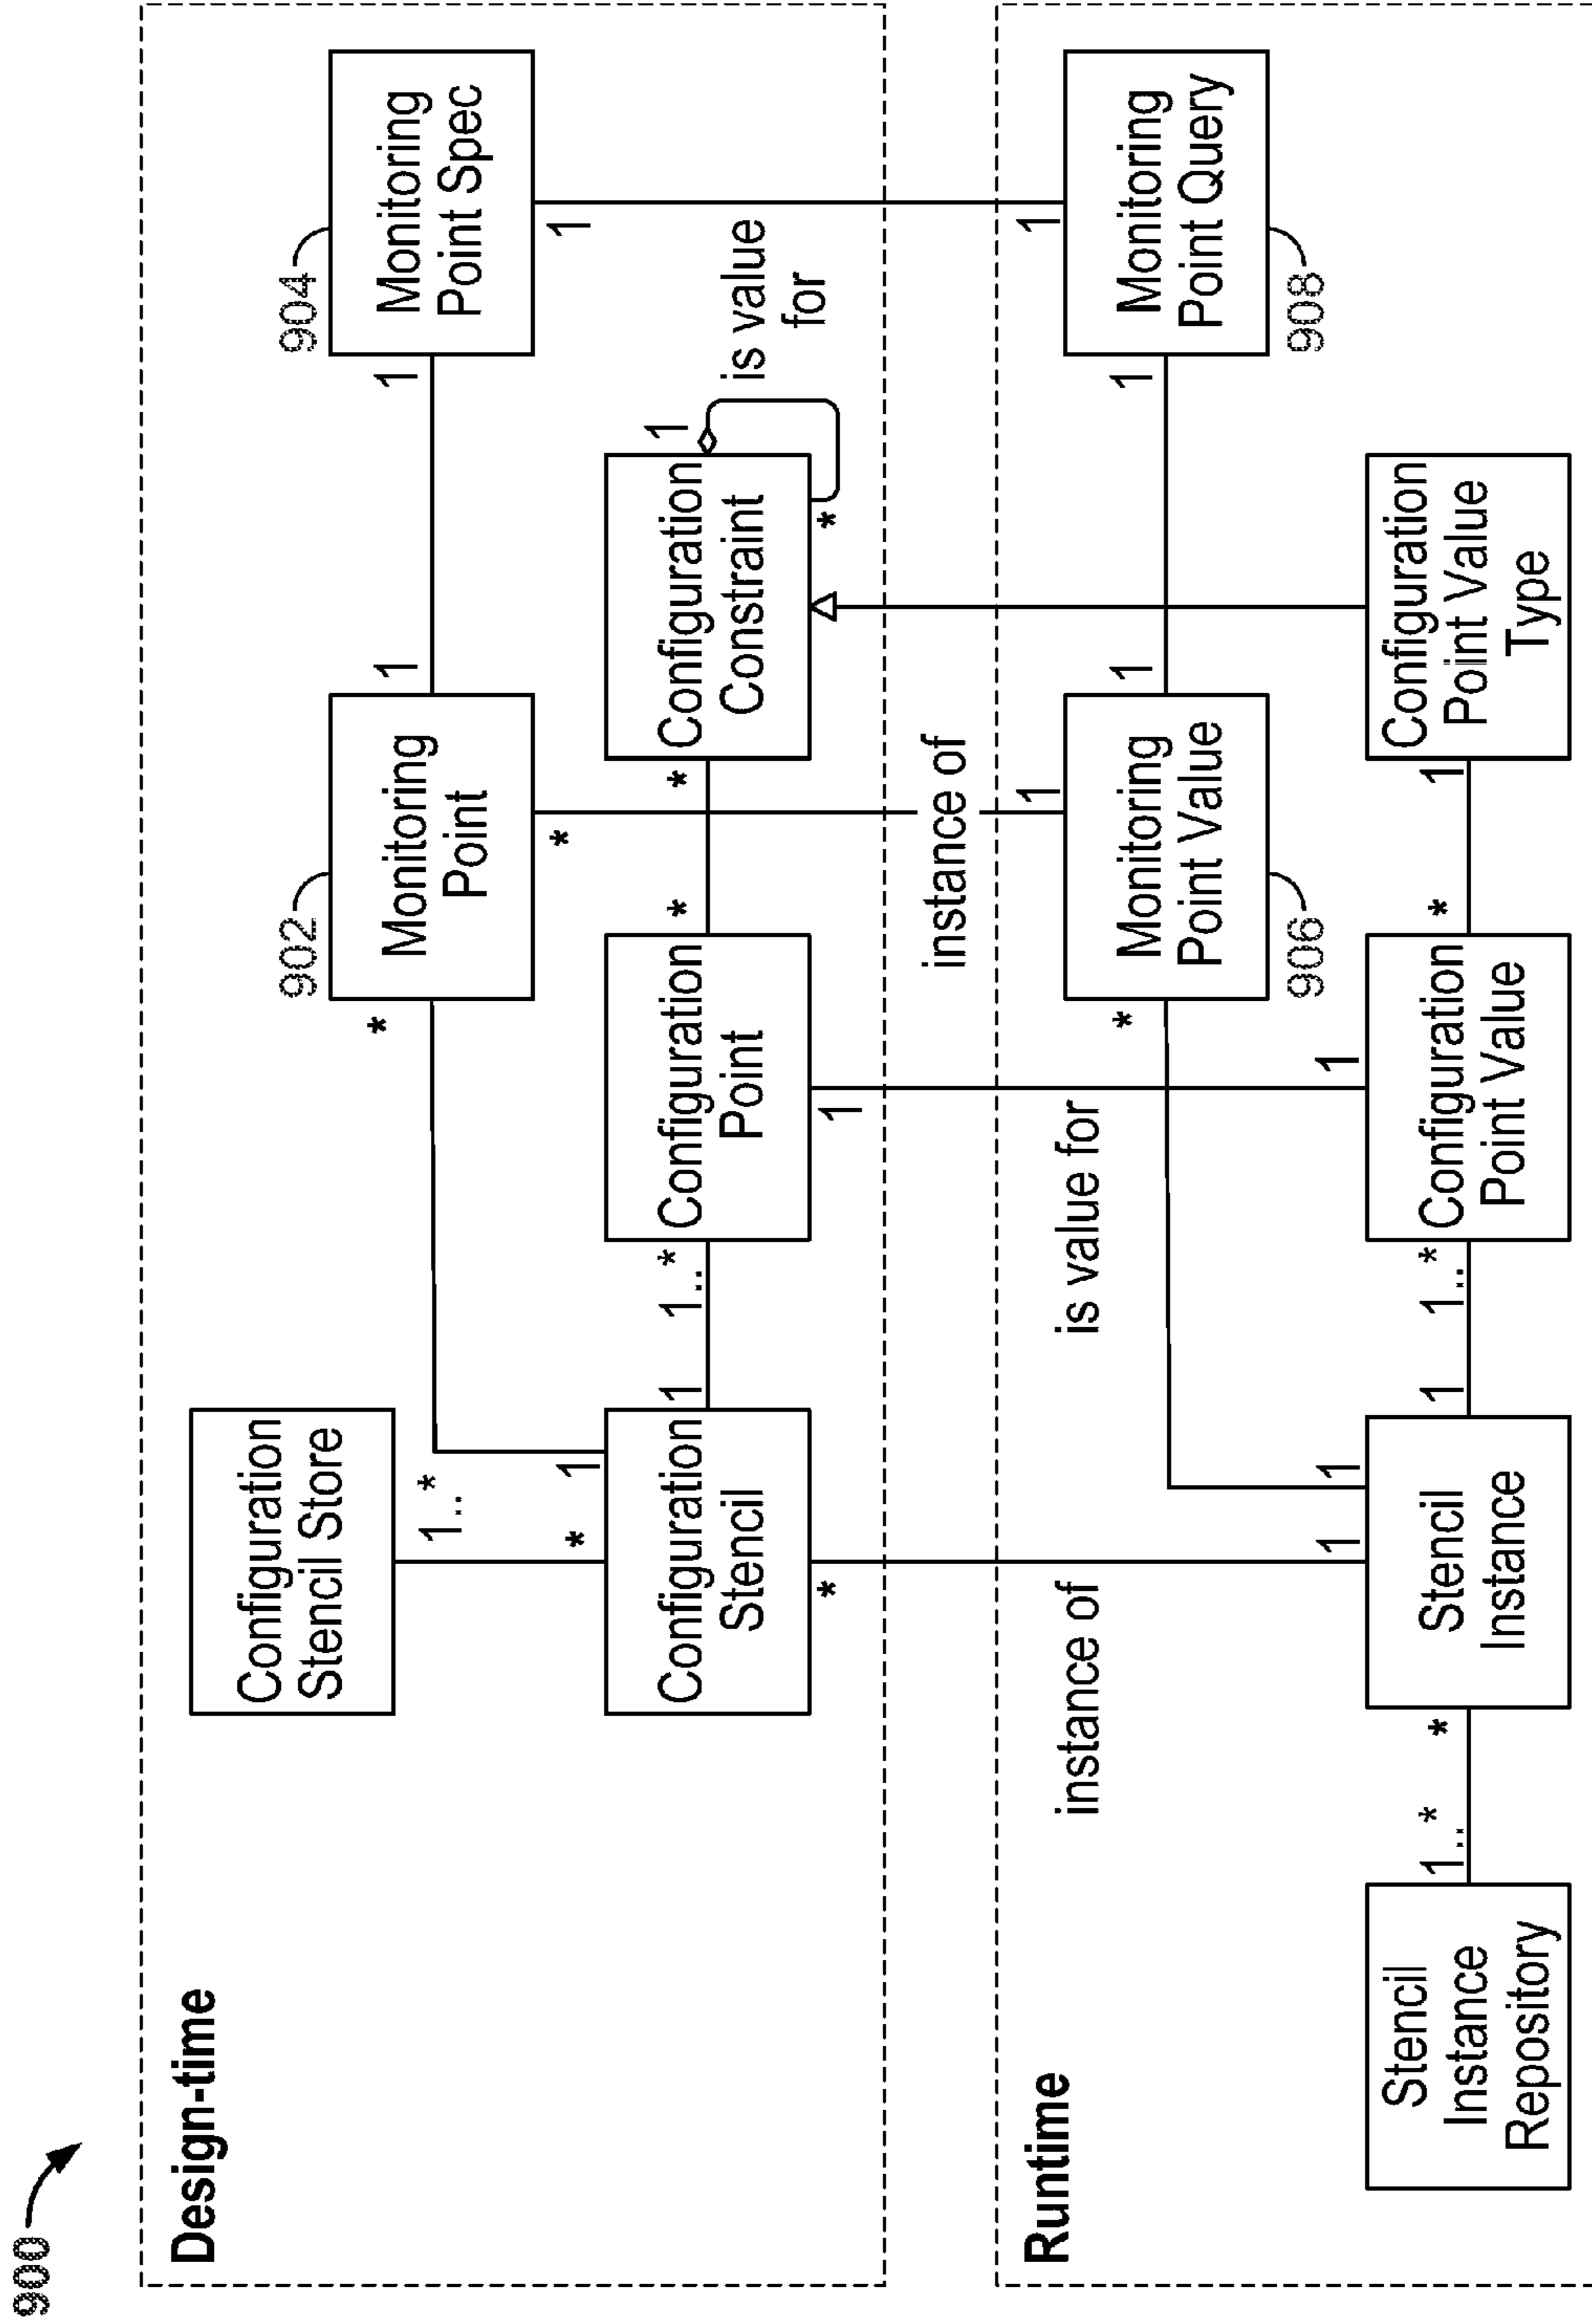 900
Design-time
Configuration
Stencil Store
902
Monitoring
Point
904
Monitoring
Point Spec
*
1
1
1..*
*
1
1
Configuration
Stencil
1
1..*
Configuration
Point
*
*
Configuration
Constraint
1
*
is value
for
*
1
*
instance of
Runtime
instance of
is value for
1
1
Monitoring
Point Value
906
*
1
1
Monitoring
Point Query
908
1
1
1
Stencil
Instance
Repository
1..*
*
Stencil
Instance
1
1..*
Configuration
Point Value
*
1
Configuration
Point Value
Type